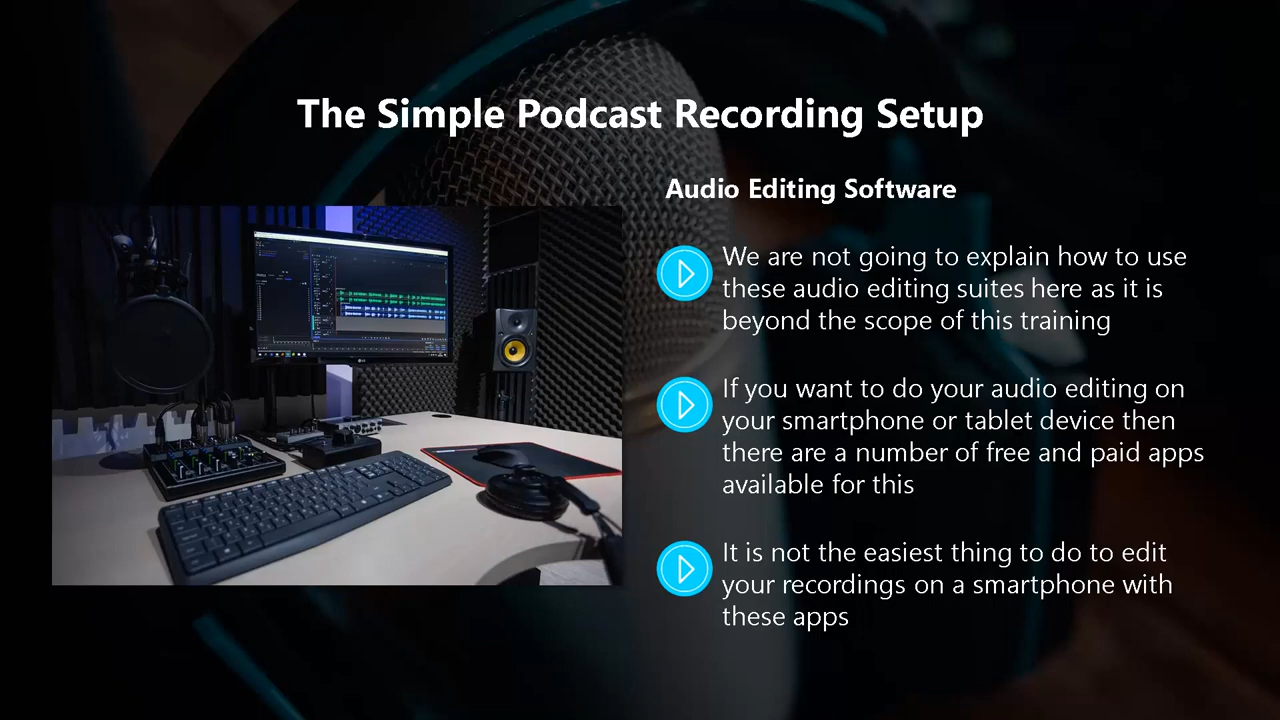 The Simple Podcast Recording Setup
Audio Editing Software
We are not going to explain how to use
these audio editing suites here as it is
beyond the scope of this training
If you want to do your audio editing on
your smartphone or tablet device then
there are a number of free and paid apps
available for this
It is not the easiest thing to do to edit
your recordings on a smartphone with
these apps